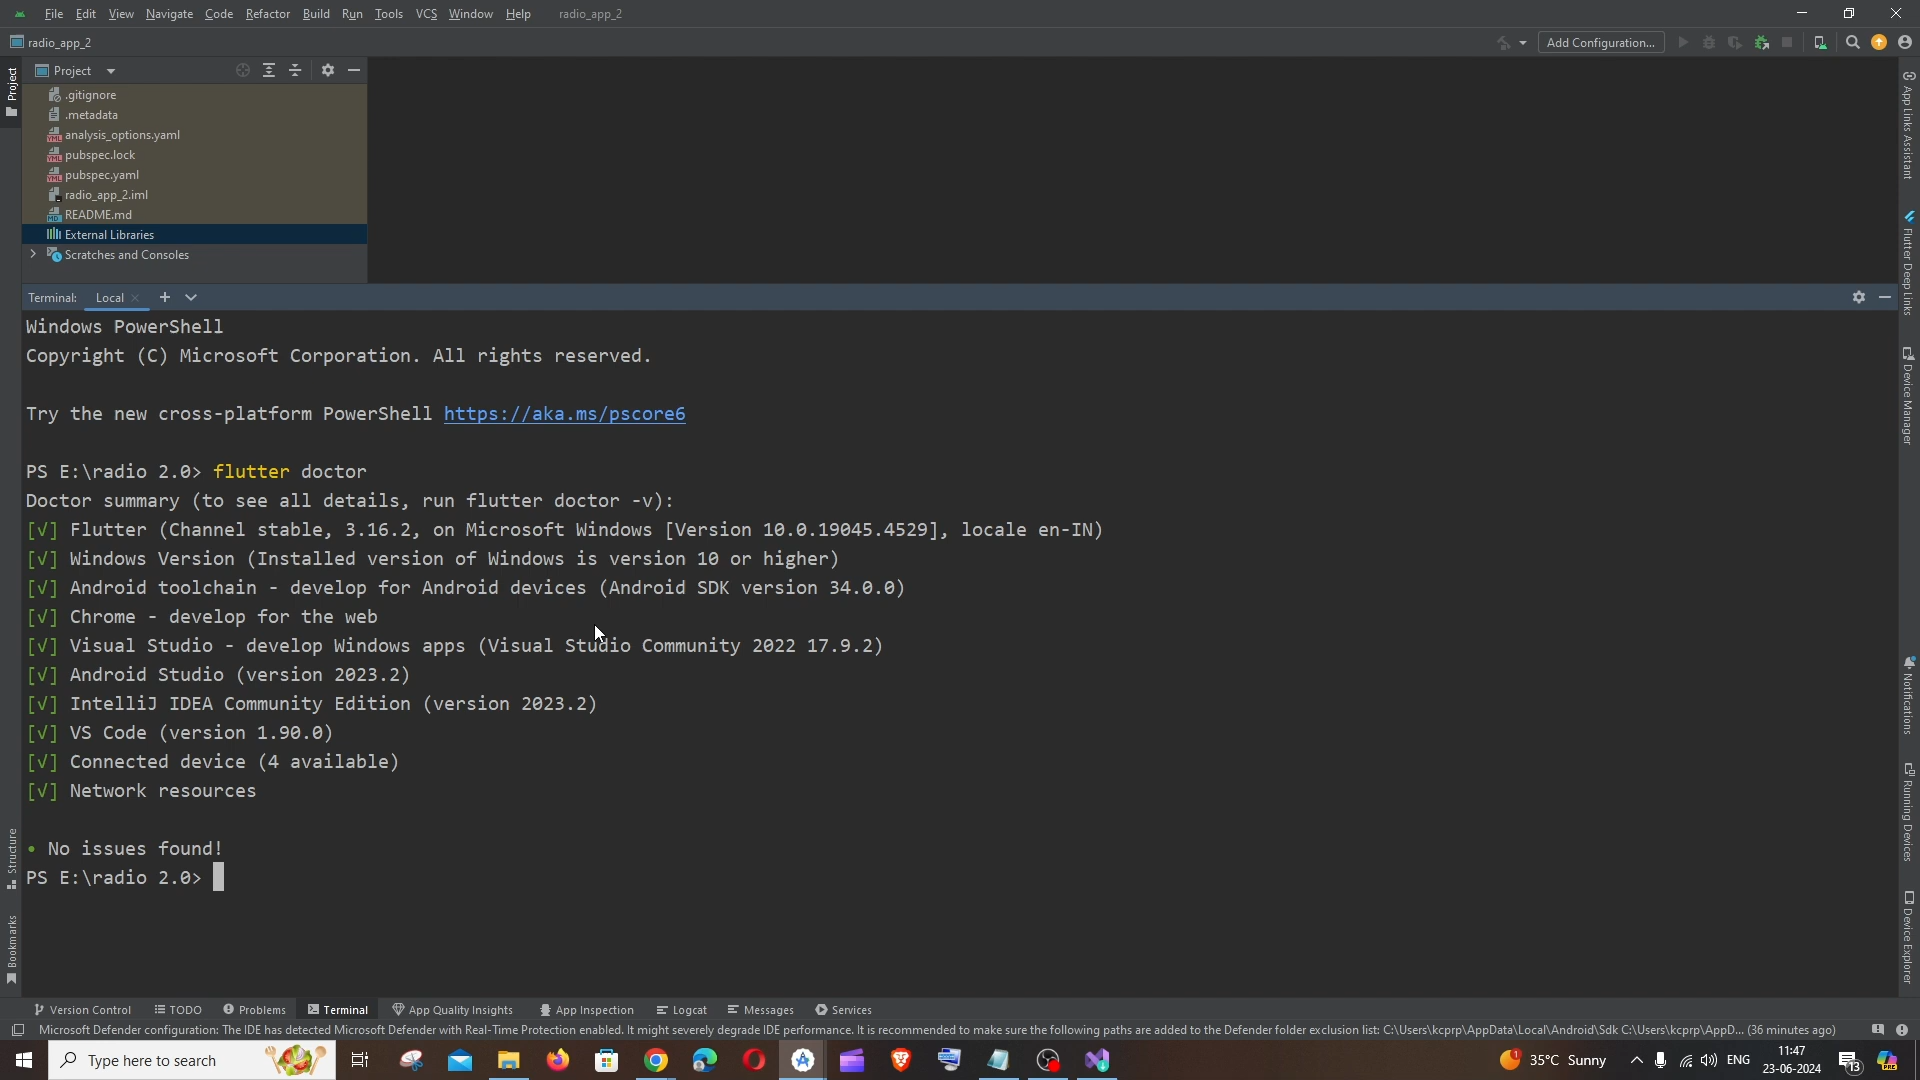 File Edit View Navigate Code Refactor Build Run Tools VCS Window Help radio_app_2
radio_app_2
Add Configuration...
Project
.gitignore
.metadata
analysis_options.yaml
pubspec.lock
pubspec.yaml
radio_app_2.iml
README.md
External Libraries
Scratches and Consoles
Project
Structure
Bookmarks
App Links Assistant
Flutter Deep Links
Device Manager
Notifications
Running Devices
Device Explorer
Terminal: Local
Windows PowerShell
Copyright (C) Microsoft Corporation. All rights reserved.
Try the new cross-platform PowerShell https://aka.ms/pscore6
PS E:\radio 2.0> flutter doctor
Doctor summary (to see all details, run flutter doctor -v):
[√] Flutter (Channel stable, 3.16.2, on Microsoft Windows [Version 10.0.19045.4529], locale en-IN)
[√] Windows Version (Installed version of Windows is version 10 or higher)
[√] Android toolchain - develop for Android devices (Android SDK version 34.0.0)
[√] Chrome - develop for the web
[√] Visual Studio - develop Windows apps (Visual Studio Community 2022 17.9.2)
[√] Android Studio (version 2023.2)
[√] IntelliJ IDEA Community Edition (version 2023.2)
[√] VS Code (version 1.90.0)
[√] Connected device (4 available)
[√] Network resources
• No issues found!
PS E:\radio 2.0>
Version Control TODO Problems Terminal App Quality Insights App Inspection Logcat Messages Services
Microsoft Defender configuration: The IDE has detected Microsoft Defender with Real-Time Protection enabled. It might severely degrade IDE performance. It is recommended to make sure the following paths are added to the Defender folder exclusion list: C:\Users\kcprp\AppData\Local\Android\Sdk C:\Users\kcprp\AppD... (36 minutes ago)
Type here to search
35°C Sunny
ENG
11:47
23-06-2024
13